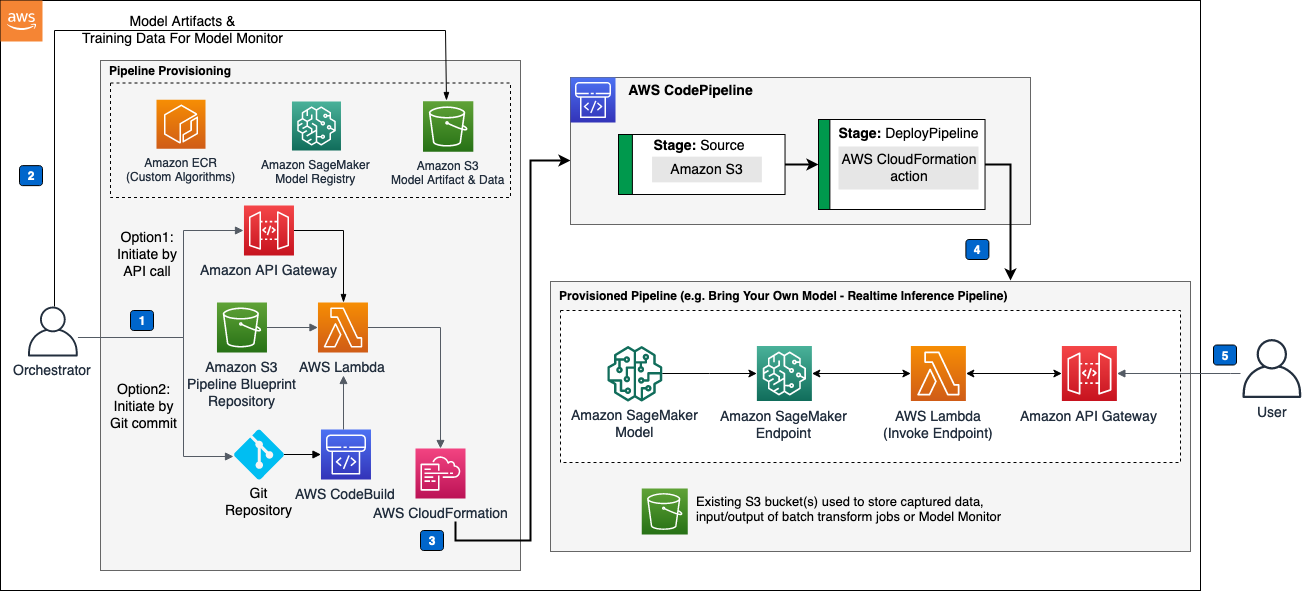 aws
Model Artifacts &
Training Data For Model Monitor
Pipeline Provisioning
Amazon ECR
(Custom Algorithms)
Amazon SageMaker
Model Registry
Amazon S3
Model Artifact & Data
2
Option1:
Initiate by
API call
Amazon API Gateway
1
Orchestrator
Amazon S3
Pipeline Blueprint
Repository
AWS Lambda
Option2:
Initiate by
Git commit
Git
Repository
AWS CodeBuild
AWS CloudFormation
3
AWS CodePipeline
Stage: Source
Amazon S3
Stage: DeployPipeline
AWS CloudFormation
action
4
Provisioned Pipeline (e.g. Bring Your Own Model - Realtime Inference Pipeline)
Amazon SageMaker
Model
Amazon SageMaker
Endpoint
AWS Lambda
(Invoke Endpoint)
Amazon API Gateway
5
User
Existing S3 bucket(s) used to store captured data,
input/output of batch transform jobs or Model Monitor